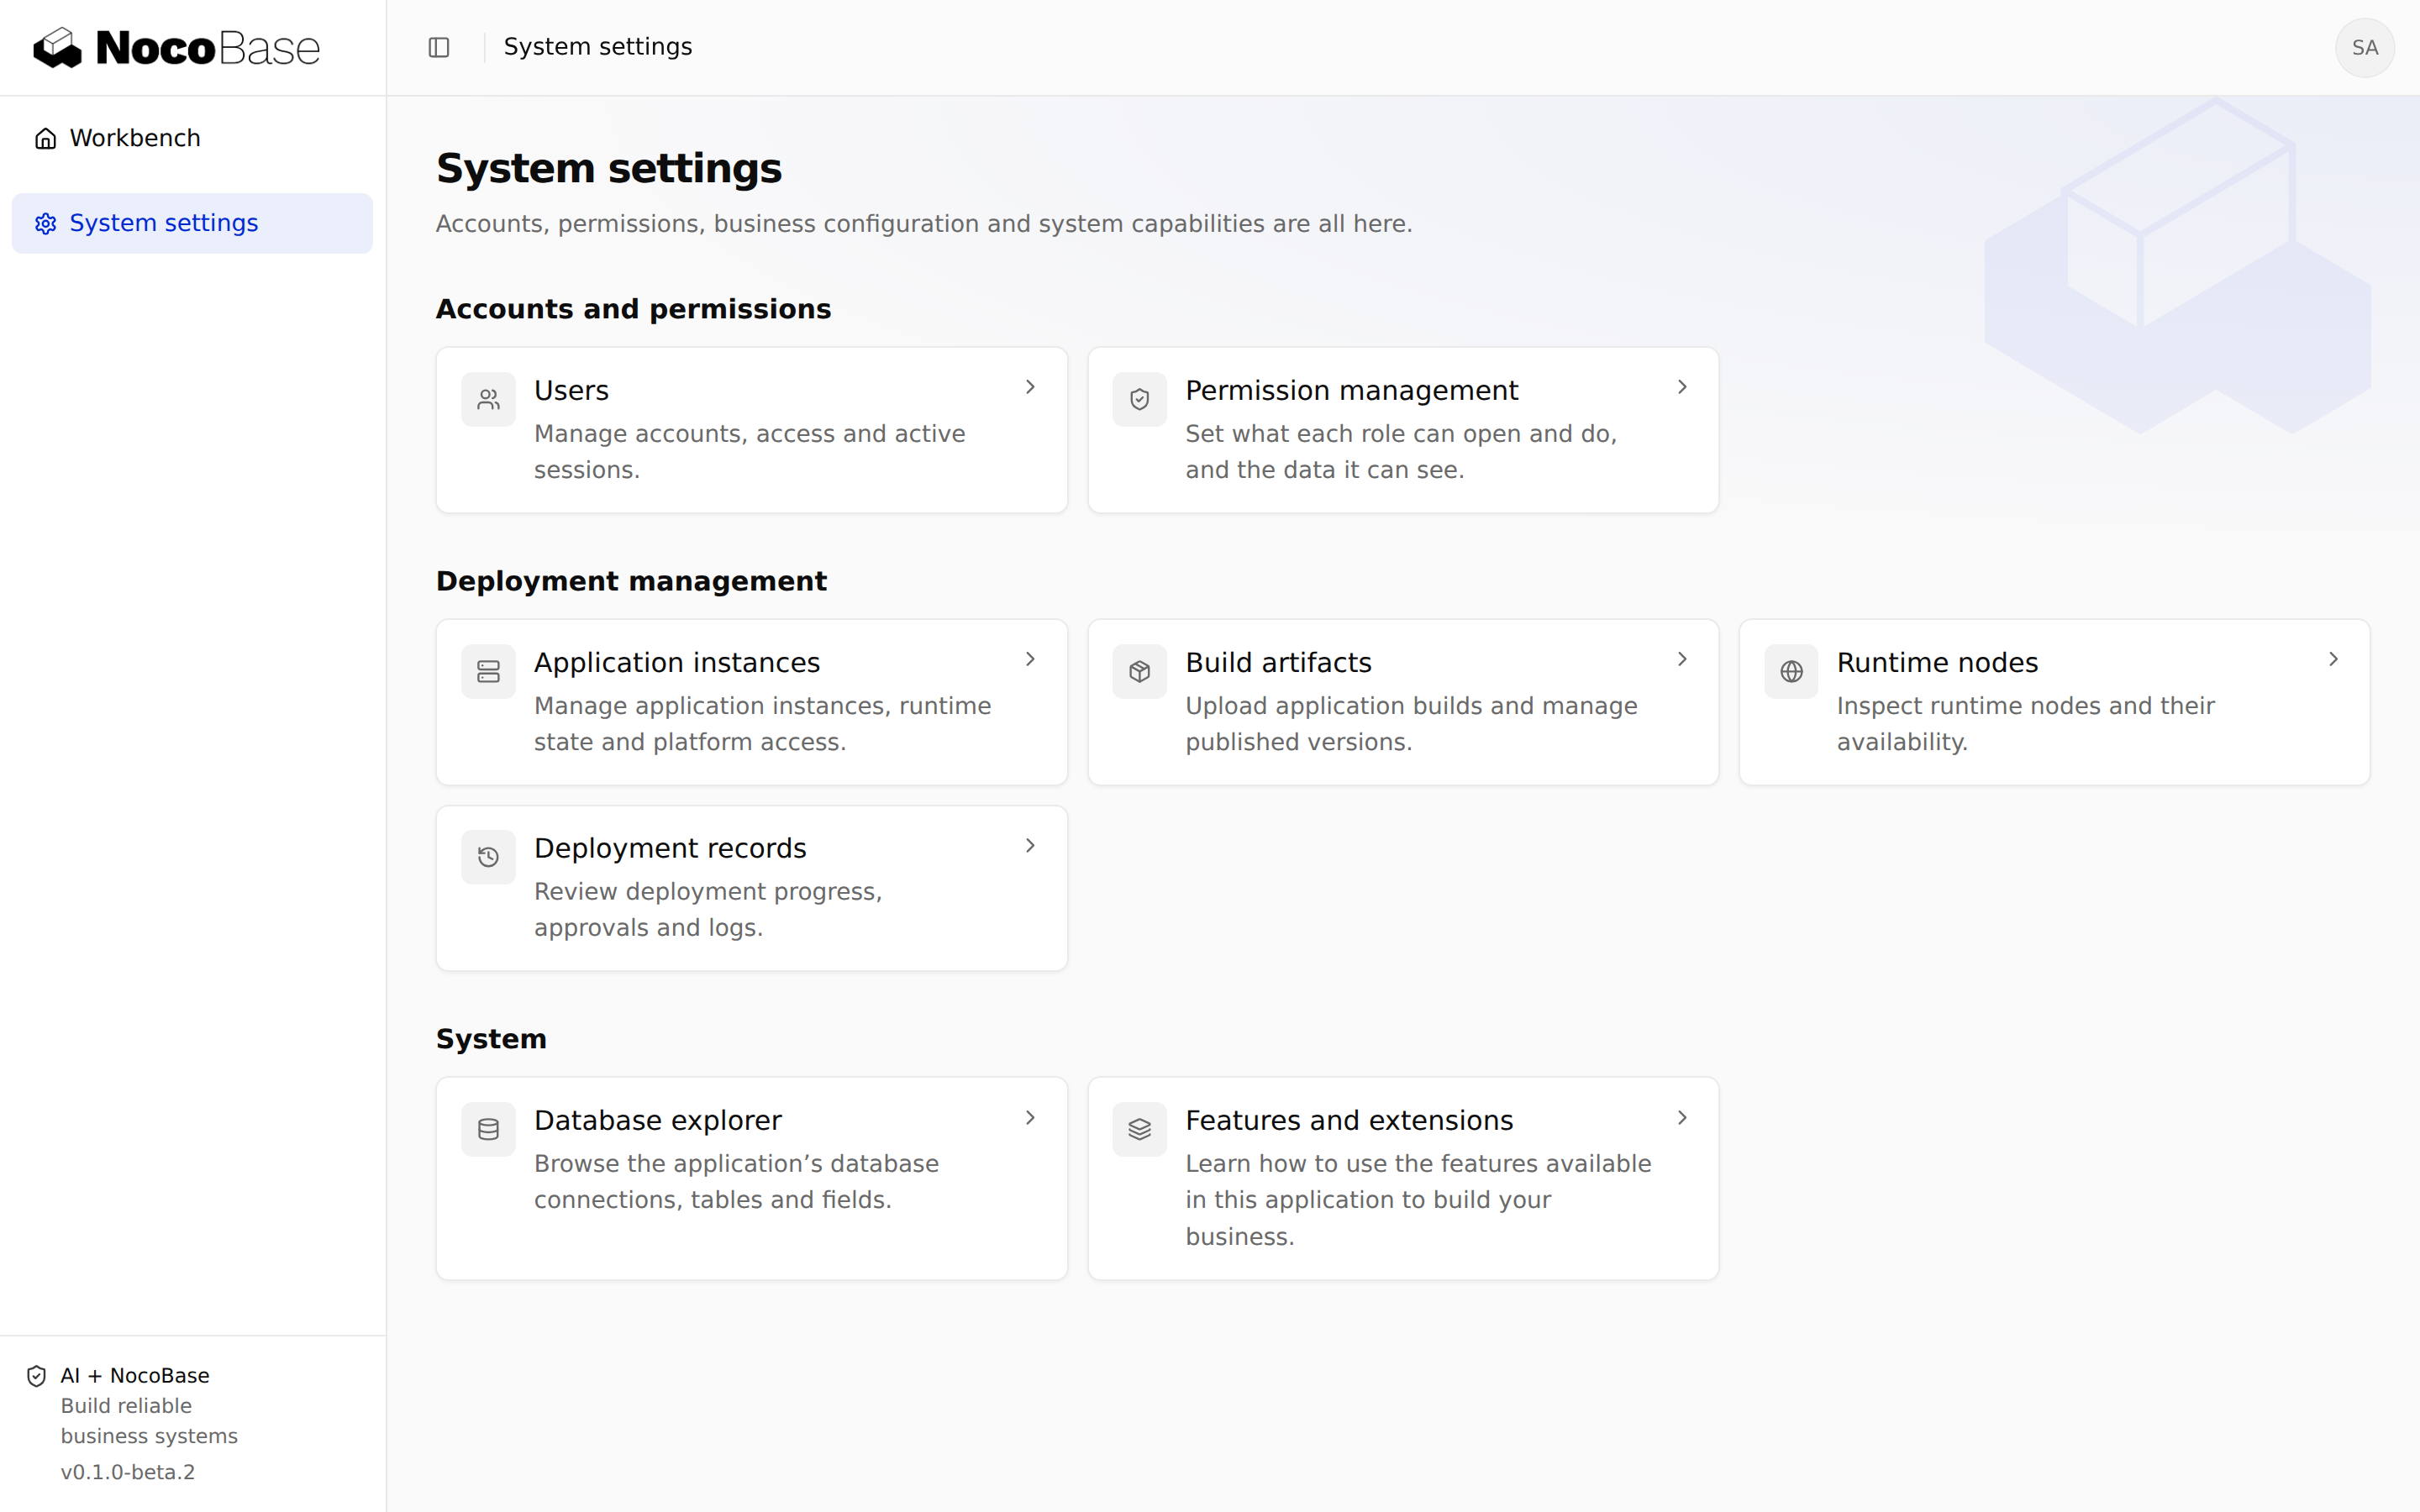 NocoBase
System settings
SA
Workbench
System settings
System settings
Accounts, permissions, business configuration and system capabilities are all here.
Accounts and permissions
Users
Manage accounts, access and active
sessions.
Permission management
Set what each role can open and do,
and the data it can see.
Deployment management
Application instances
Manage application instances, runtime
state and platform access.
Build artifacts
Upload application builds and manage
published versions.
Runtime nodes
Inspect runtime nodes and their
availability.
Deployment records
Review deployment progress,
approvals and logs.
System
Database explorer
Browse the application’s database
connections, tables and fields.
Features and extensions
Learn how to use the features available
in this application to build your
business.
AI + NocoBase
Build reliable
business systems
v0.1.0-beta.2